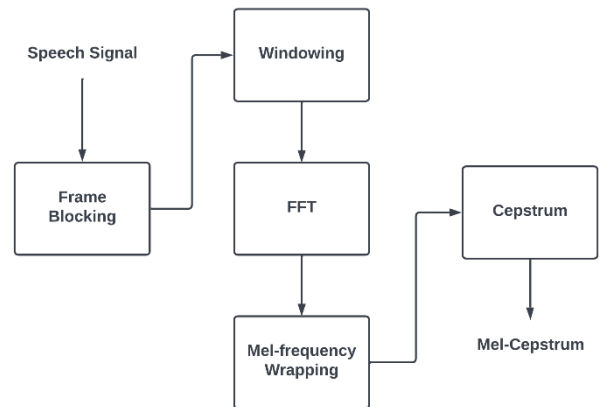 Speech Signal
Frame
Blocking
Windowing
FFT
Mel-frequency
Wrapping
Cepstrum
Mel-Cepstrum